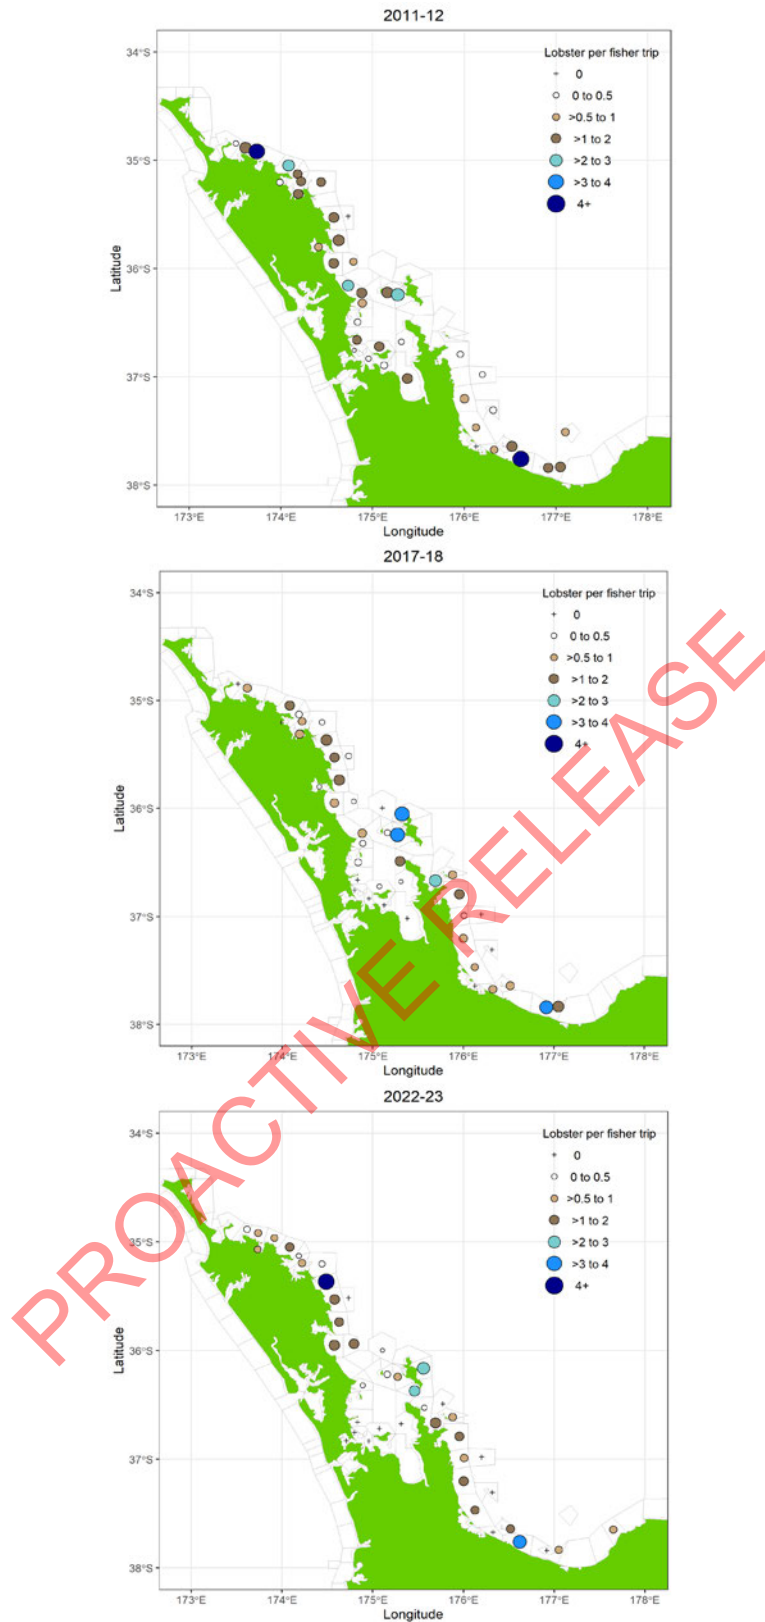 2011-12
Lobster per fisher trip
0
0 to 0.5
>0.5 to 1
>1 to 2
>2 to 3
>3 to 4
4+
34°S
35°S
36°S
37°S
38°S
Latitude
173°E 174°E 175°E 176°E 177°E 178°E
Longitude
2017-18
Lobster per fisher trip
0
0 to 0.5
>0.5 to 1
>1 to 2
>2 to 3
>3 to 4
4+
34°S
35°S
36°S
37°S
38°S
Latitude
173°E 174°E 175°E 176°E 177°E 178°E
Longitude
2022-23
Lobster per fisher trip
0
0 to 0.5
>0.5 to 1
>1 to 2
>2 to 3
>3 to 4
4+
34°S
35°S
36°S
37°S
38°S
Latitude
173°E 174°E 175°E 176°E 177°E 178°E
Longitude
PROACTIVE RELEASE